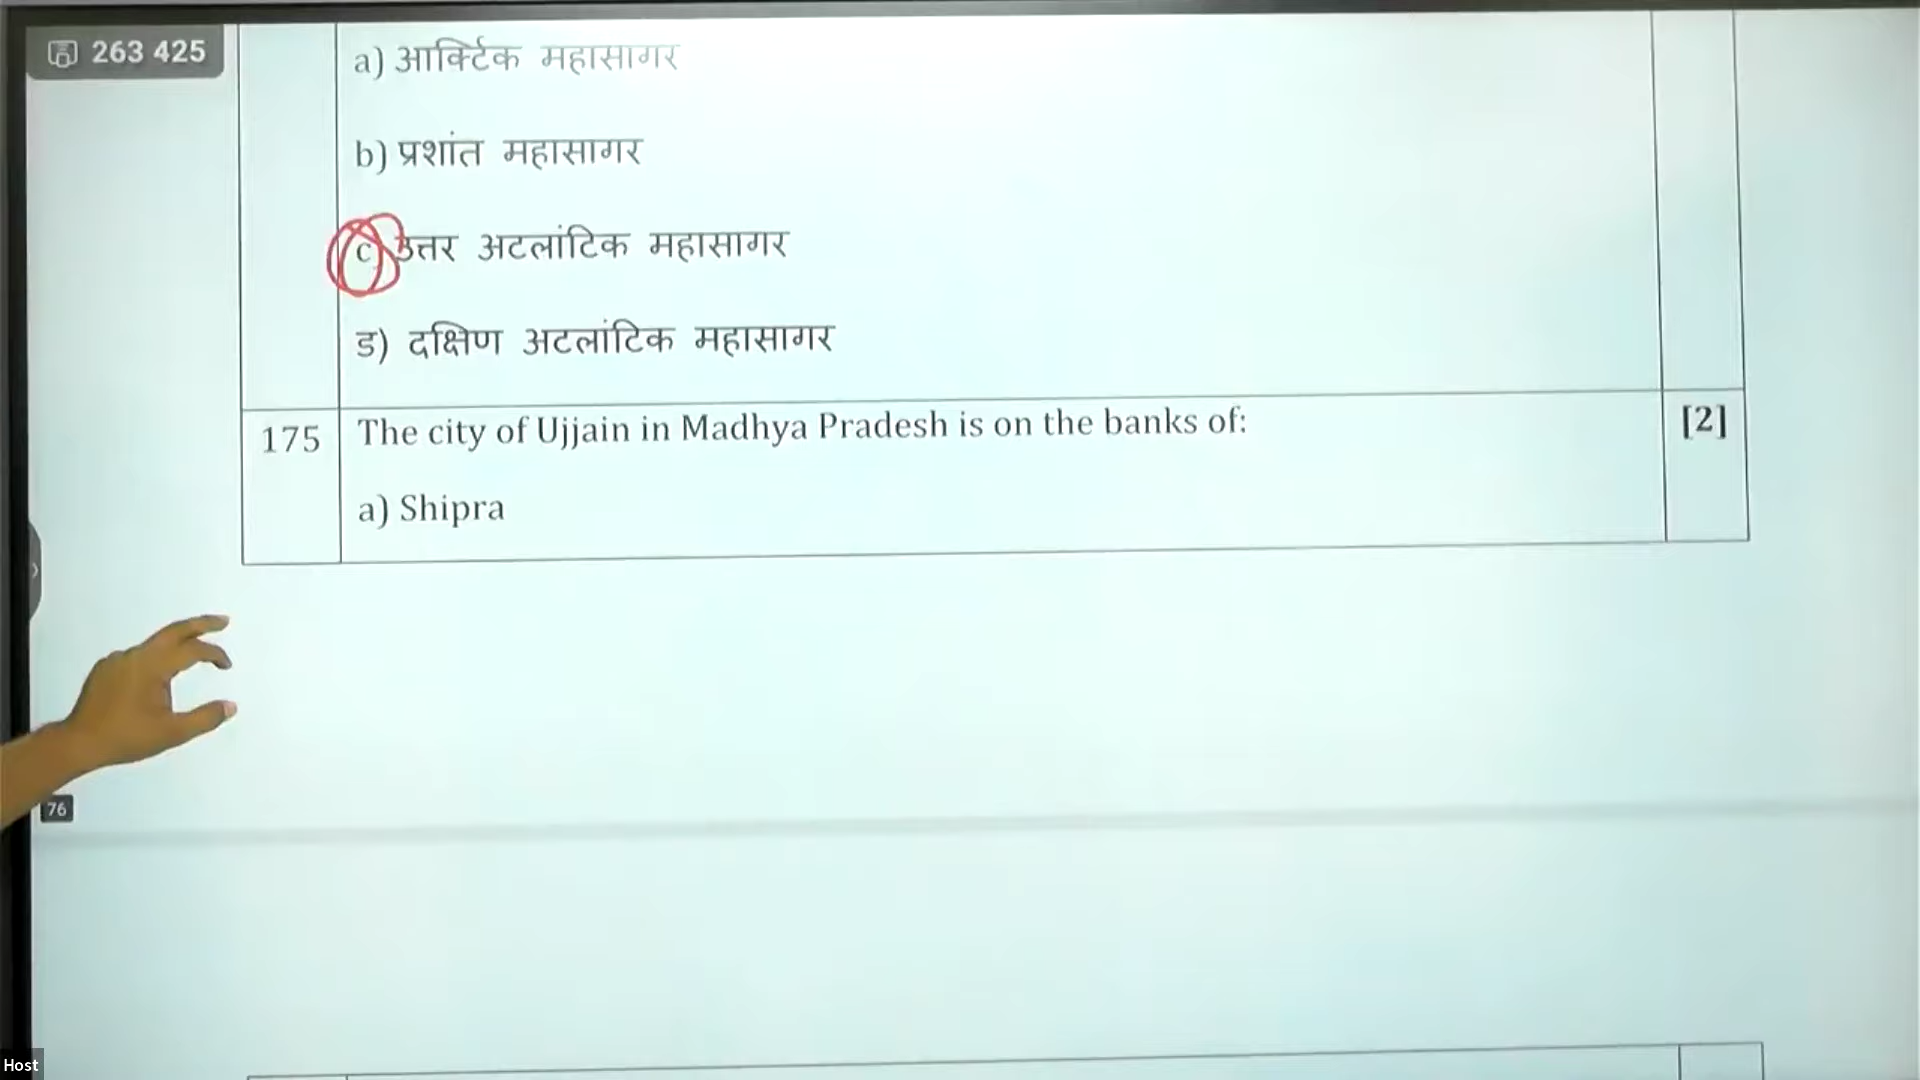 263 425
a) आर्क्टिक महासागर
b) प्रशांत महासागर
c) उत्तर अटलांटिक महासागर
ड) दक्षिण अटलांटिक महासागर
175 The city of Ujjain in Madhya Pradesh is on the banks of: [2]
a) Shipra
76
Host